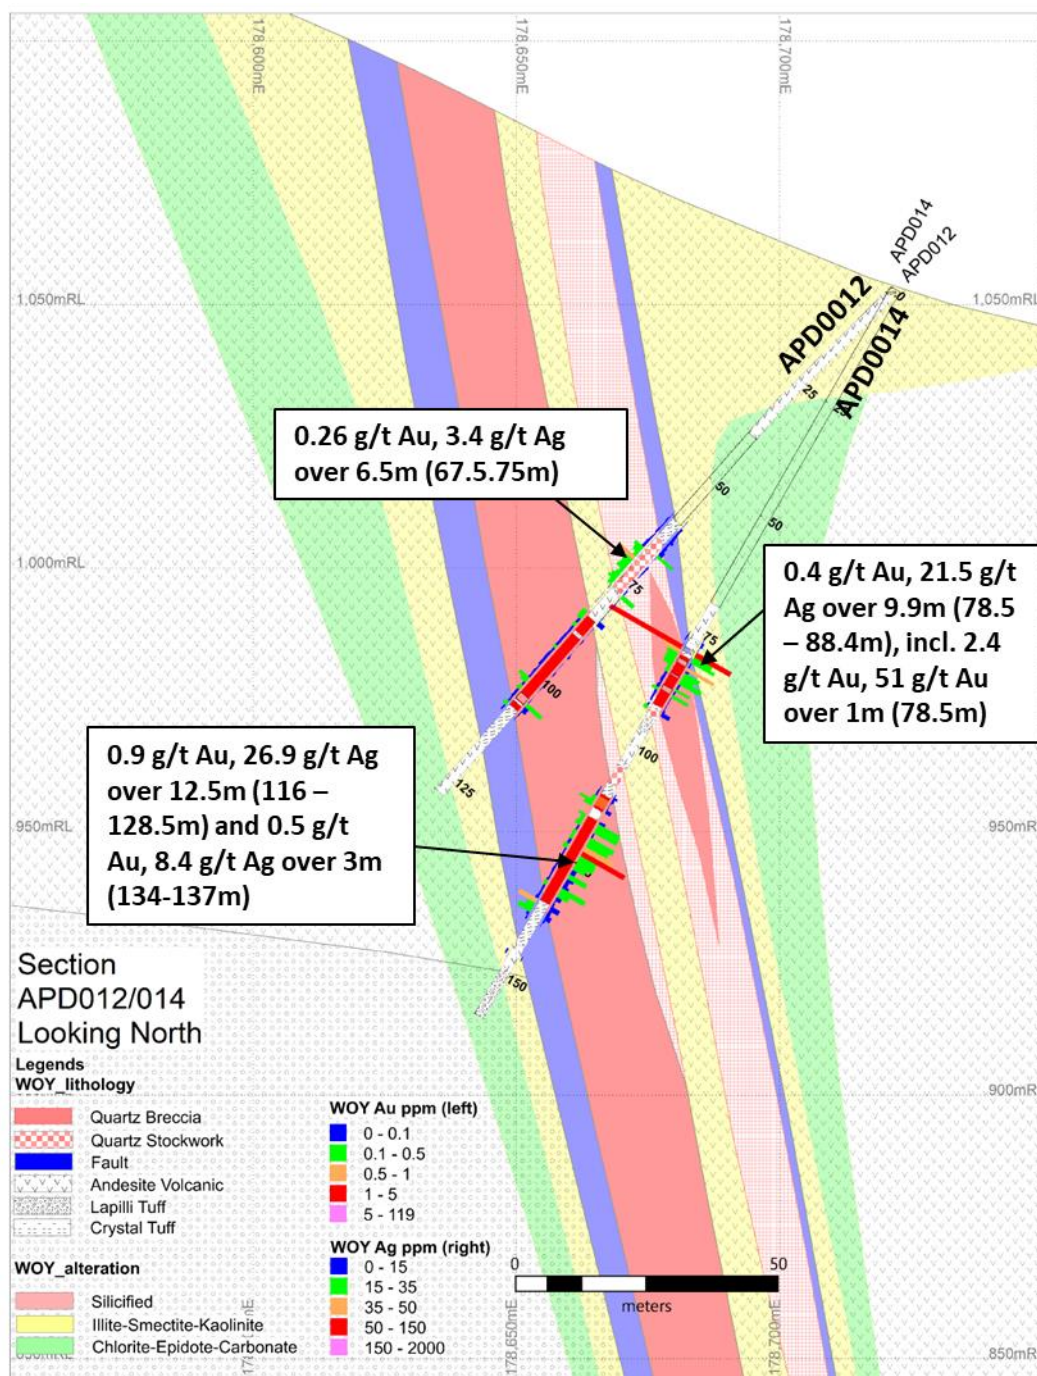 178,600mE
178,650mE
178,700mE
APD014
APD012
1,050mRL
1,050mRL
0
APD0012
APD0014
25
50
50
0.26 g/t Au, 3.4 g/t Ag
over 6.5m (67.5.75m)
1,000mRL
75
75
0.4 g/t Au, 21.5 g/t
Ag over 9.9m (78.5
– 88.4m), incl. 2.4
g/t Au, 51 g/t Au
over 1m (78.5m)
100
100
125
0.9 g/t Au, 26.9 g/t Ag
over 12.5m (116 –
128.5m) and 0.5 g/t
Au, 8.4 g/t Ag over 3m
(134-137m)
950mRL
950mRL
150
Section
APD012/014
Looking North
Legends
WOY_lithology
Quartz Breccia
Quartz Stockwork
Fault
Andesite Volcanic
Lapilli Tuff
Crystal Tuff
WOY_alteration
Silicified
Illite-Smectite-Kaolinite
Chlorite-Epidote-Carbonate
WOY Au ppm (left)
0 - 0.1
0.1 - 0.5
0.5 - 1
1 - 5
5 - 119
WOY Ag ppm (right)
0 - 15
15 - 35
35 - 50
50 - 150
150 - 2000
900mRL
0
50
meters
178,650mE
178,700mE
850mRL